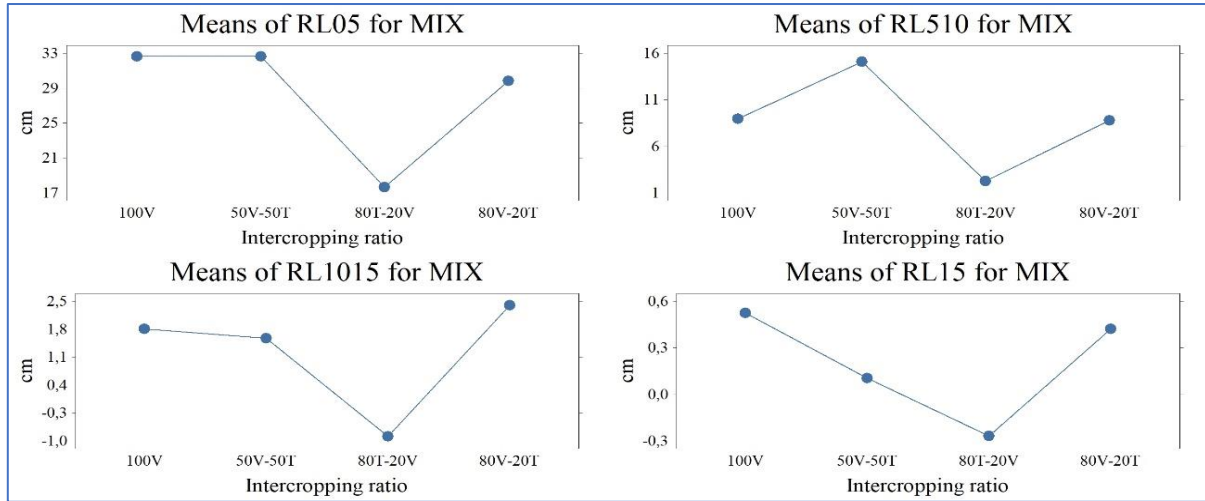 Means of RL05 for MIX
33
29
25
21
17
cm
100V 50V-50T 80T-20V 80V-20T
Intercropping ratio
Means of RL510 for MIX
16
11
6
1
cm
100V 50V-50T 80T-20V 80V-20T
Intercropping ratio
Means of RL1015 for MIX
2,5
1,8
1,1
0,4
-0,3
-1,0
cm
100V 50V-50T 80T-20V 80V-20T
Intercropping ratio
Means of RL15 for MIX
0,6
0,3
0,0
-0,3
cm
100V 50V-50T 80T-20V 80V-20T
Intercropping ratio